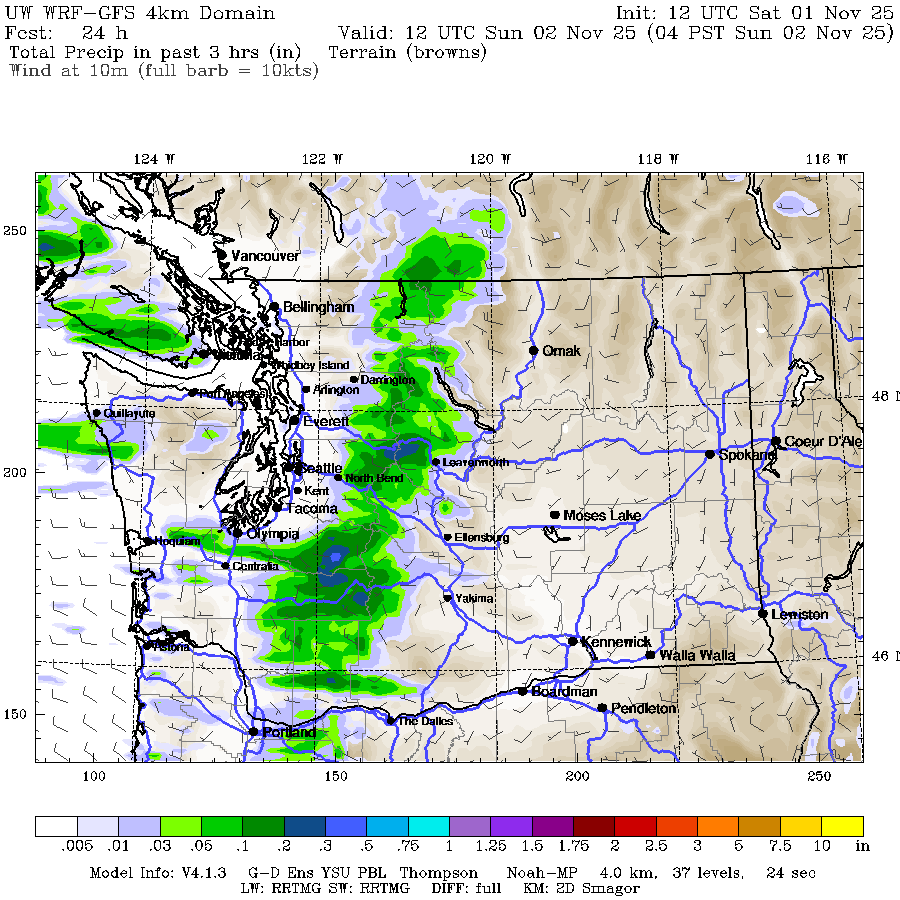 UW WRF-GFS 4km Domain Init: 12 UTC Sat 01 Nov 25
Fcst: 24 h Valid: 12 UTC Sun 02 Nov 25 (04 PST Sun 02 Nov 25)
Total Precip in past 3 hrs (in) Terrain (browns)
Wind at 10m (full barb = 10kts)
124 W 122 W 120 W 118 W 116 W
250
Vancouver
Bellingham
Harbor
Victoria
Whidbey Island
Omak
Darrington
Port Angeles
Arlington
48 N
Quillayute
Everett
Coeur D'Ale
Spokane
Leavenworth
200
Seattle
North Bend
Kent
Tacoma
Moses Lake
Olympia
Hoquiam
Ellensburg
Centralia
Yakima
Lewiston
Astoria
Kennewick
Walla Walla
46 N
Boardman
Pendleton
150
The Dalles
Portland
100 150 200 250
.005 .01 .03 .05 .1 .2 .3 .5 .75 1 1.25 1.5 1.75 2 2.5 3 5 7.5 10 in
Model Info: V4.1.3 G-D Ens YSU PBL Thompson Noah-MP 4.0 km, 37 levels, 24 sec
LW: RRTMG SW: RRTMG DIFF: full KM: 2D Smagor